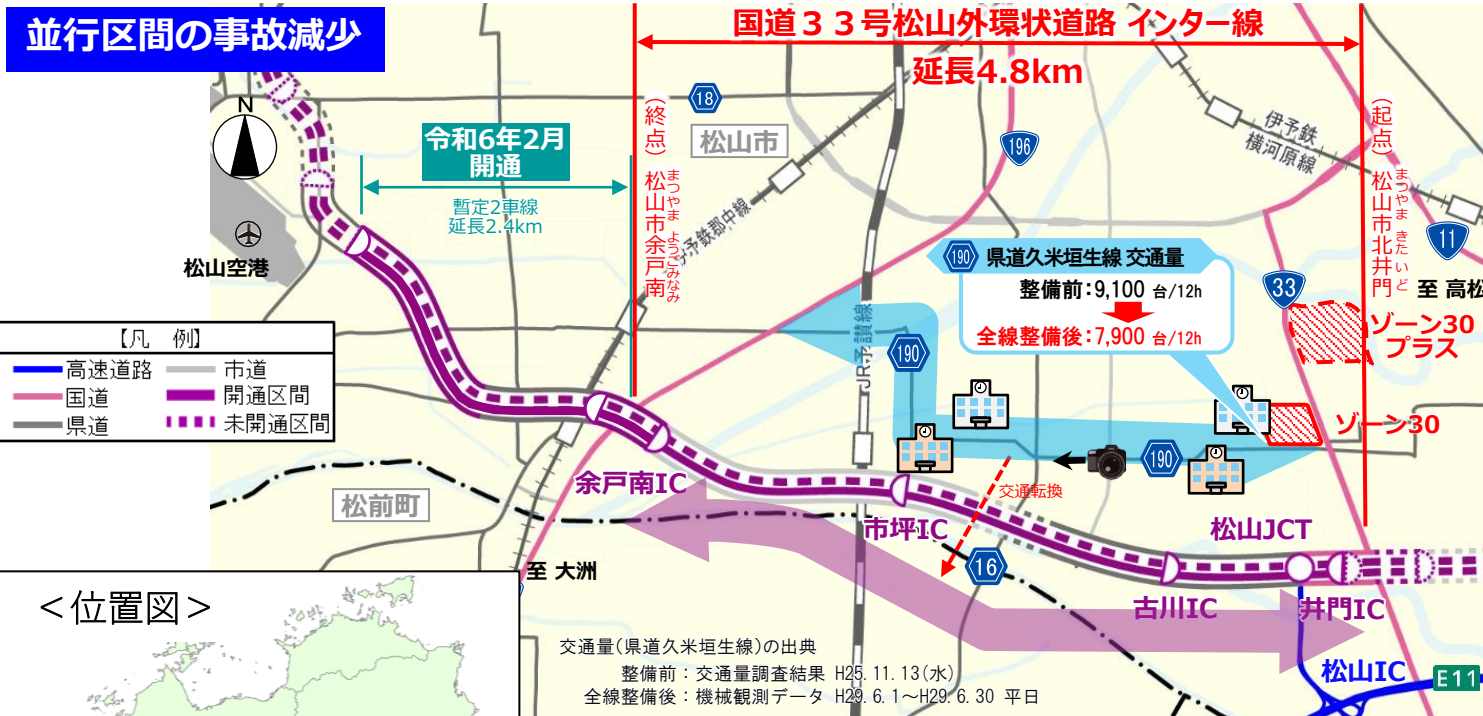 並行区間の事故減少
国道33号松山外環状道路 インター線
延長4.8km
N
18
松山市
令和6年2月
開通
暫定2車線
延長2.4km
(終点)松山市余戸南
まつやま ようごみなみ
伊予鉄郡中線
196
伊予鉄
横河原線
(起点)松山市北井門
まつやま きたいど
11
至 高松
松山空港
190 県道久米垣生線 交通量
整備前:9,100 台/12h
全線整備後:7,900 台/12h
33
ゾーン30
プラス
【凡 例】
高速道路
市道
国道
開通区間
県道
未開通区間
JR予讃線
190
190
ゾーン30
余戸南IC
松前町
交通転換
市坪IC
松山JCT
16
至 大洲
古川IC
井門IC
<位置図>
交通量(県道久米垣生線)の出典
整備前:交通量調査結果 H25.11.13(水)
全線整備後:機械観測データ H29.6.1~H29.6.30 平日
松山IC
E11